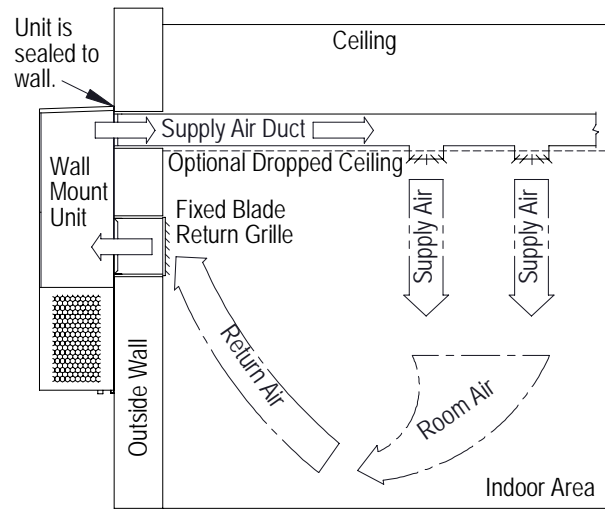 Unit is
sealed to
wall.
Ceiling
Supply Air Duct
Optional Dropped Ceiling
Wall
Mount
Unit
Fixed Blade
Return Grille
Supply Air
Supply Air
Return Air
Room Air
Outside Wall
Indoor Area